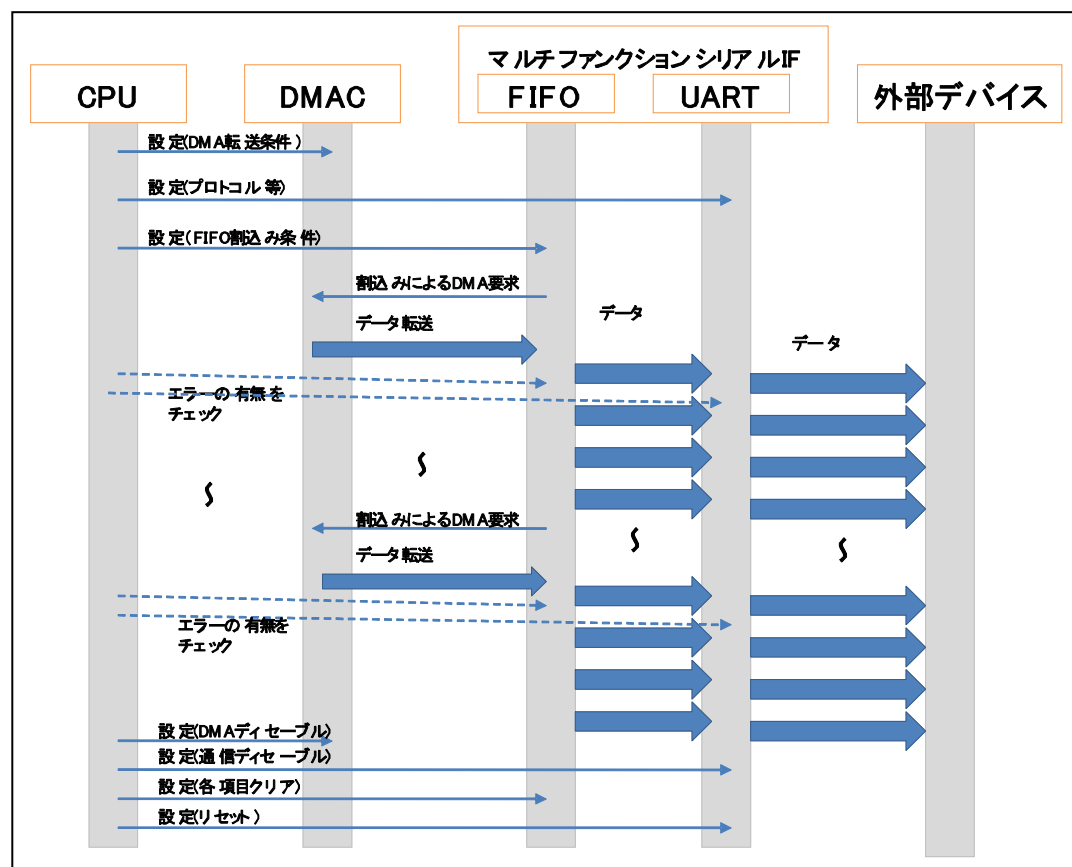 マルチファンクションシリアルIF
CPU
DMAC
FIFO
UART
外部デバイス
設定(DMA転送条件)
設定(プロトコル等)
設定(FIFO割込み条件)
割込みによるDMA要求
データ
データ転送
データ
エラーの有無を
チェック
∽
∽
割込みによるDMA要求
∽
∽
データ転送
エラーの有無を
チェック
設定(DMAディセーブル)
設定(通信ディセーブル)
設定(各項目クリア)
設定(リセット)